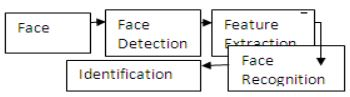 Face
Face
Detection
Feature
Extraction
Face
Recognition
Identification